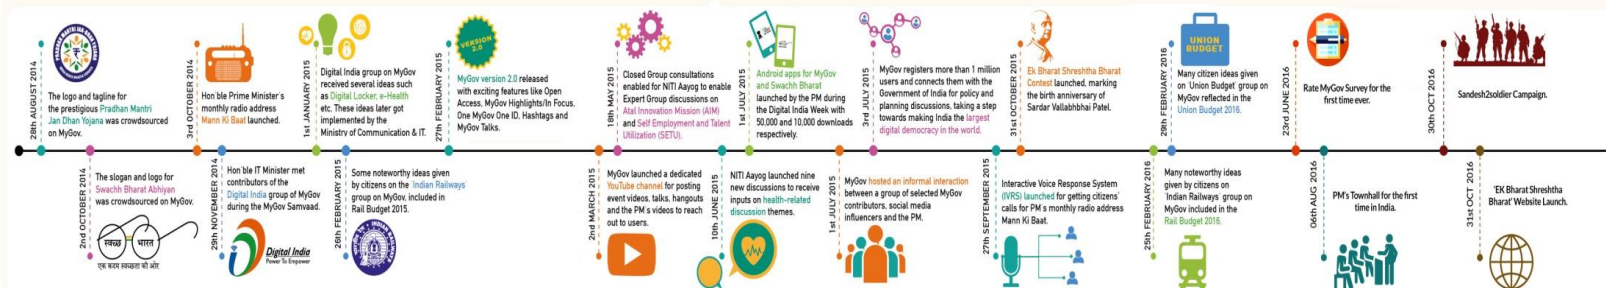 28th AUGUST 2014
The logo and tagline for
the prestigious Pradhan Mantri
Jan Dhan Yojana was crowdsourced
on MyGov.
2nd OCTOBER 2014
The slogan and logo for
Swachh Bharat Abhiyan
was crowdsourced on MyGov.
स्वच्छ भारत
एक कदम स्वच्छता की ओर
3rd OCTOBER 2014
Hon'ble Prime Minister's
monthly radio address
Mann Ki Baat launched.
29th NOVEMBER 2014
Hon'ble IT Minister met
contributors of the
Digital India group of MyGov
during the MyGov Samvaad.
Digital India
Power To Empower
1st JANUARY 2015
Digital India group on MyGov
received several ideas such
as Digital Locker, e-Health
etc. These ideas later got
implemented by the
Ministry of Communication & IT.
26th FEBRUARY 2015
Some noteworthy ideas given
by citizens on the 'Indian Railways'
group on MyGov, included in
Rail Budget 2015.
27th FEBRUARY 2015
VERSION
2.0
MyGov version 2.0 released
with exciting features like Open
Access, MyGov Highlights/In Focus,
One MyGov One ID, Hashtags and
MyGov Talks.
2nd MARCH 2015
MyGov launched a dedicated
YouTube channel for posting
event videos, talks, hangouts
and the PM's videos to reach
out to users.
18th MAY 2015
Closed Group consultations
enabled for NITI Aayog to enable
Expert Group discussions on
Atal Innovation Mission (AIM)
and Self Employment and Talent
Utilization (SETU).
10th JUNE 2015
NITI Aayog launched nine
new discussions to receive
inputs on health-related
discussion themes.
1st JULY 2015
Android apps for MyGov
and Swachh Bharat
launched by the PM during
the Digital India Week with
50,000 and 10,000 downloads
respectively.
1st JULY 2015
MyGov hosted an informal interaction
between a group of selected MyGov
contributors, social media
influencers and the PM.
3rd JULY 2015
MyGov registers more than 1 million
users and connects them with the
Government of India for policy and
planning discussions, taking a step
towards making India the largest
digital democracy in the world.
27th SEPTEMBER 2015
Interactive Voice Response System
(IVRS) launched for getting citizens'
calls for PM's monthly radio address
Mann Ki Baat.
31st OCTOBER 2015
Ek Bharat Shreshtha Bharat
Contest launched, marking
the birth anniversary of
Sardar Vallabhbhai Patel.
25th FEBRUARY 2016
Many noteworthy ideas
given by citizens on
'Indian Railways' group on
MyGov included in the
Rail Budget 2016.
29th FEBRUARY 2016
UNION
BUDGET
Many citizen ideas given
on 'Union Budget' group on
MyGov reflected in the
Union Budget 2016.
23rd JUNE 2016
Rate MyGov Survey for the
first time ever.
06th AUG 2016
PM's Townhall for the first
time in India.
30th OCT 2016
Sandesh2soldier Campaign.
31st OCT 2016
'EK Bharat Shreshtha
Bharat' Website Launch.